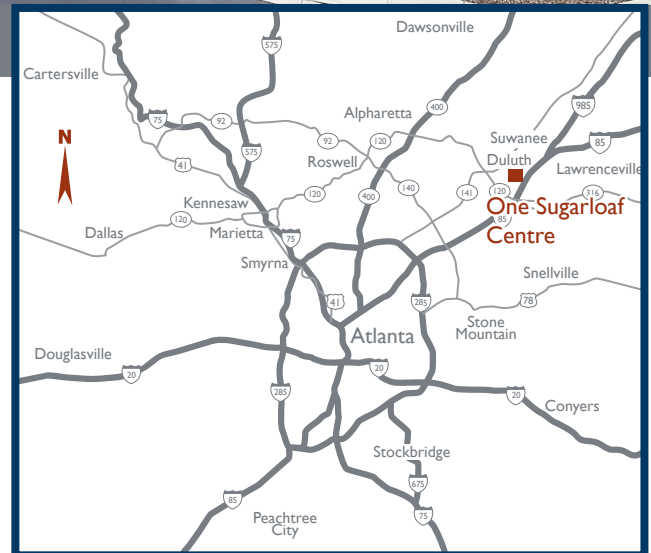 Dawsonville
575
Cartersville
985
400
Alpharetta
75
92
92
120
Suwanee
85
N
575
Roswell
Duluth
41
Lawrenceville
120
400
140
141
120
316
Kennesaw
One Sugarloaf
Centre
120
85
Dallas
Marietta
75
Smyrna
Snellville
41
285
78
Stone
Mountain
Atlanta
Douglasville
20
20
285
20
Conyers
Stockbridge
675
85
75
Peachtree
City